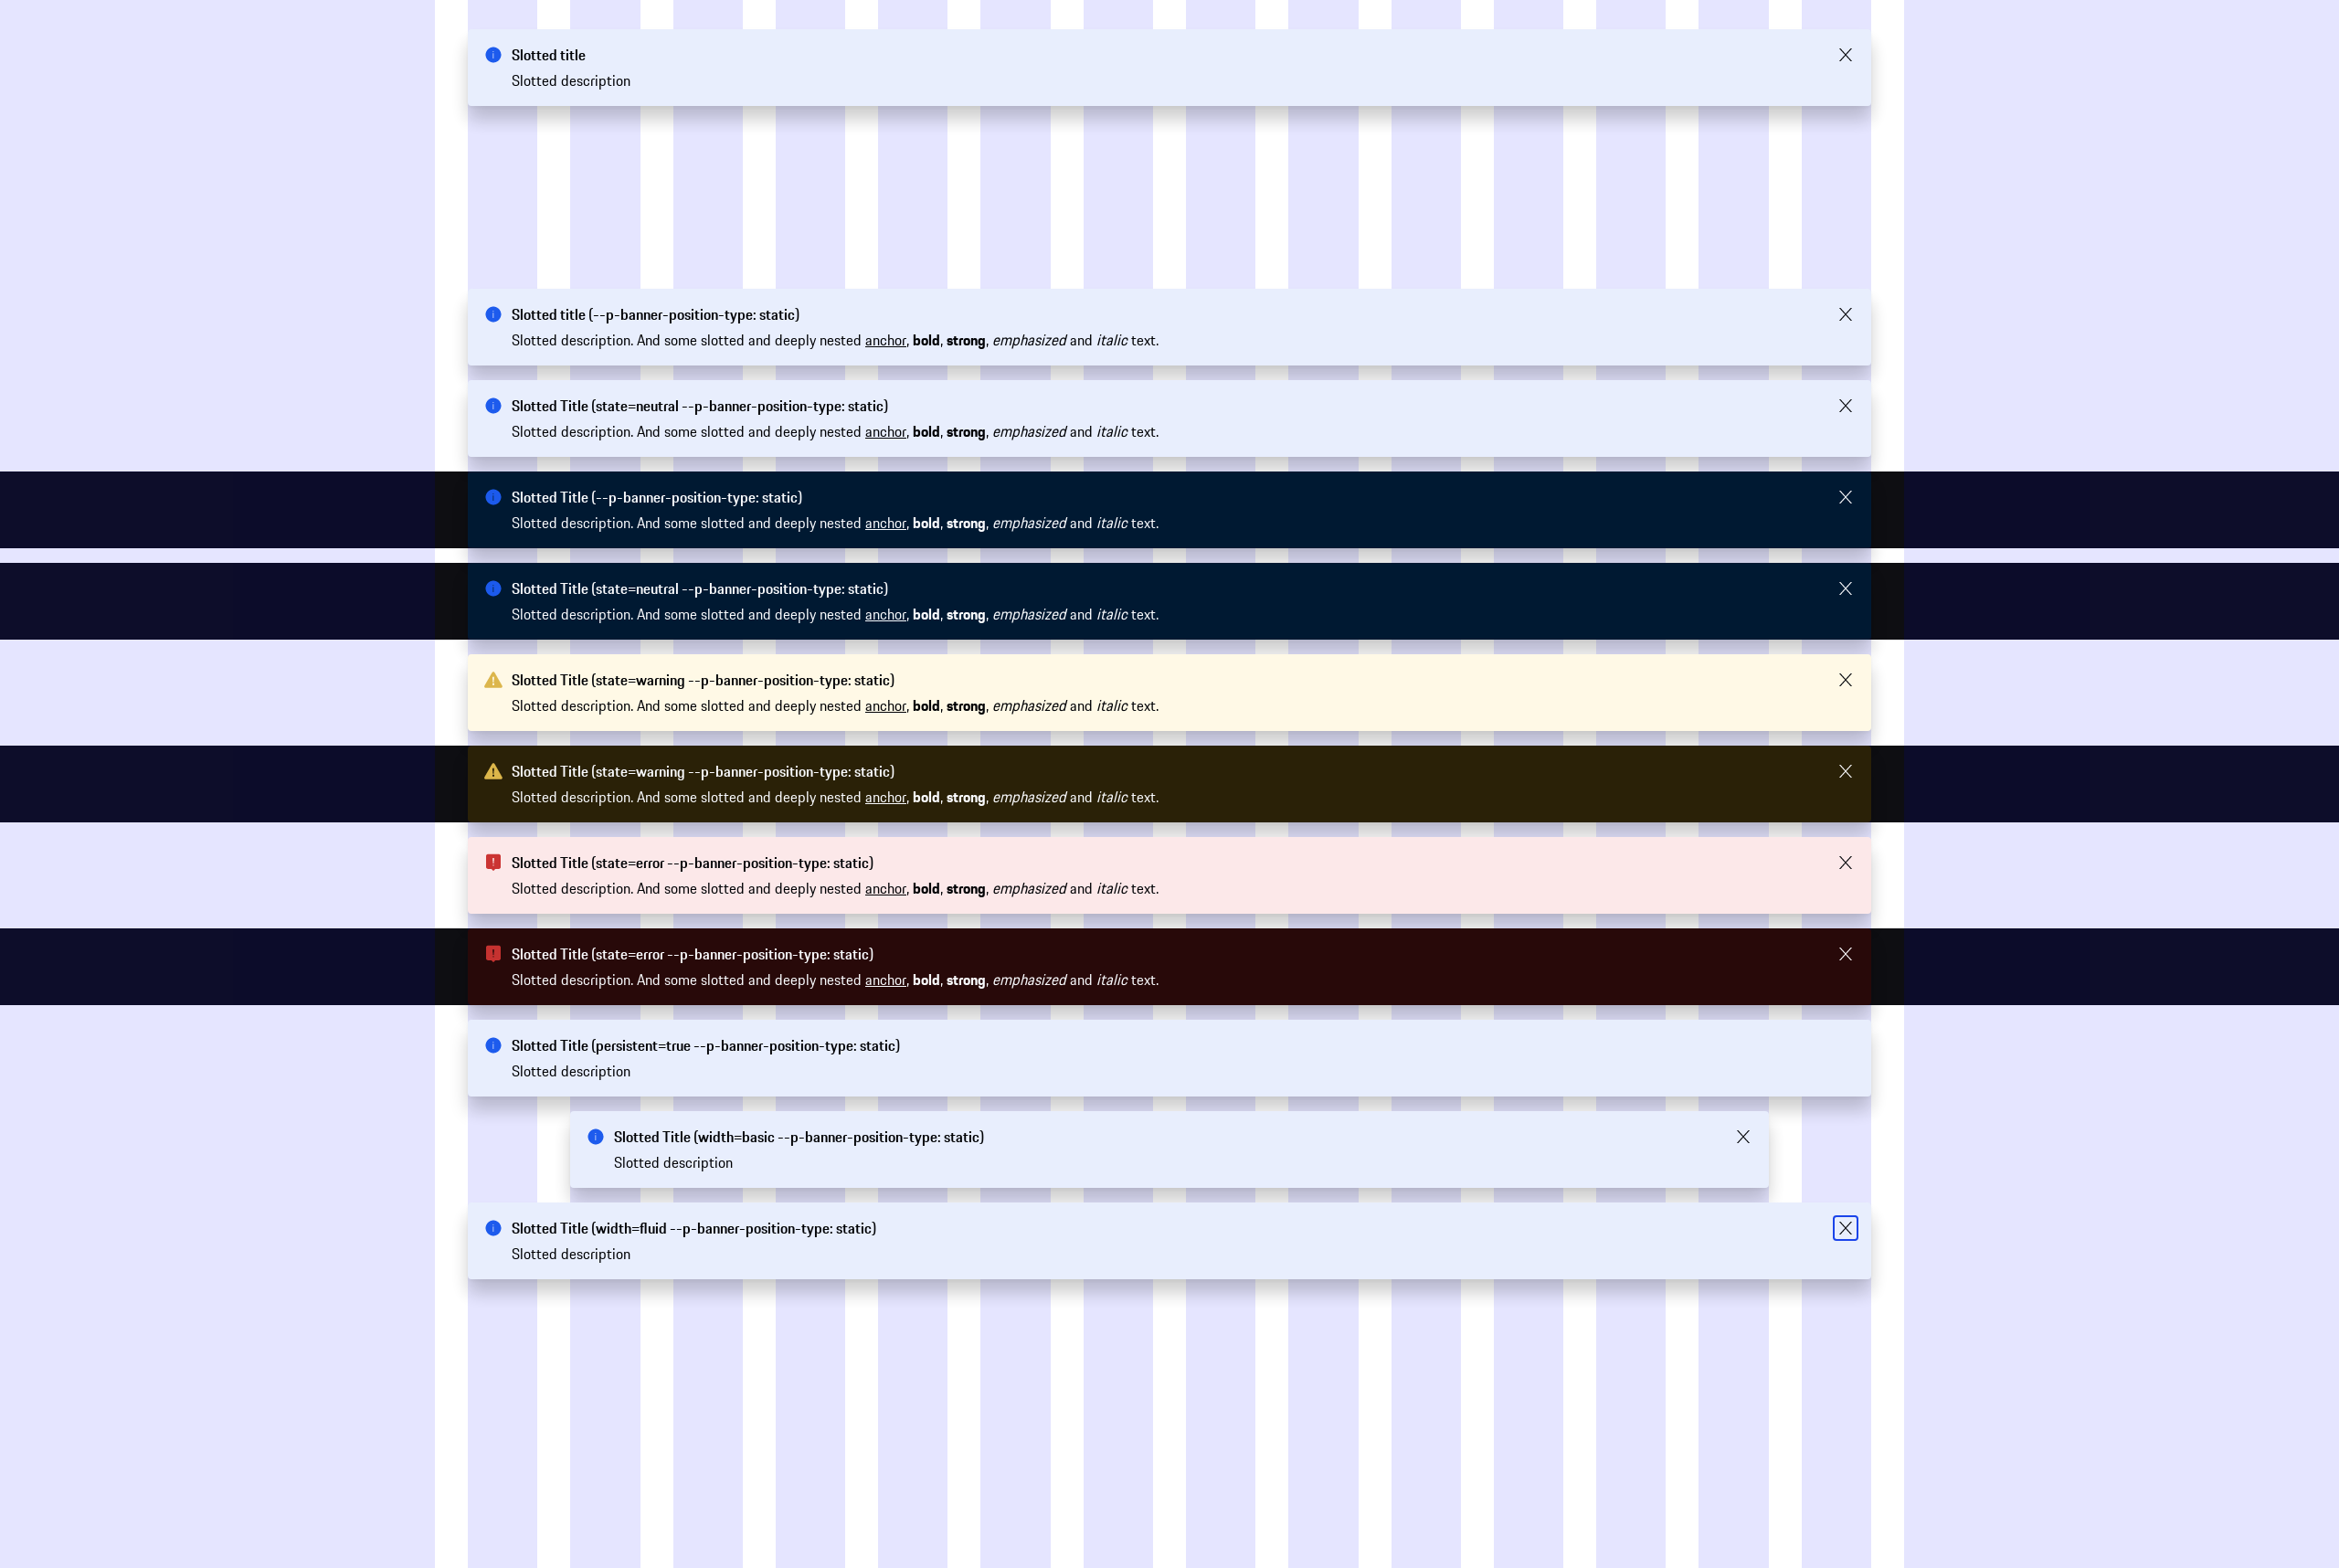 Slotted title
Slotted description
Slotted title (--p-banner-position-type: static)
Slotted description. And some slotted and deeply nested anchor, bold, strong, emphasized and italic text.
Slotted Title (state=neutral --p-banner-position-type: static)
Slotted description. And some slotted and deeply nested anchor, bold, strong, emphasized and italic text.
Slotted Title (--p-banner-position-type: static)
Slotted description. And some slotted and deeply nested anchor, bold, strong, emphasized and italic text.
Slotted Title (state=neutral --p-banner-position-type: static)
Slotted description. And some slotted and deeply nested anchor, bold, strong, emphasized and italic text.
Slotted Title (state=warning --p-banner-position-type: static)
Slotted description. And some slotted and deeply nested anchor, bold, strong, emphasized and italic text.
Slotted Title (state=warning --p-banner-position-type: static)
Slotted description. And some slotted and deeply nested anchor, bold, strong, emphasized and italic text.
Slotted Title (state=error --p-banner-position-type: static)
Slotted description. And some slotted and deeply nested anchor, bold, strong, emphasized and italic text.
Slotted Title (state=error --p-banner-position-type: static)
Slotted description. And some slotted and deeply nested anchor, bold, strong, emphasized and italic text.
Slotted Title (persistent=true --p-banner-position-type: static)
Slotted description
Slotted Title (width=basic --p-banner-position-type: static)
Slotted description
Slotted Title (width=fluid --p-banner-position-type: static)
Slotted description